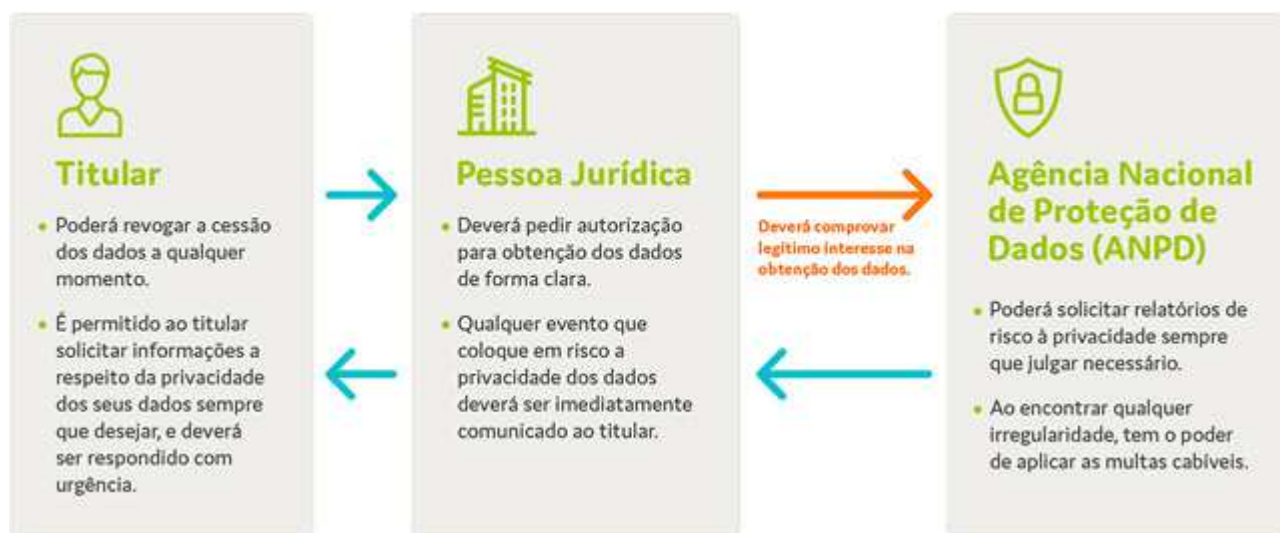 Titular
• Poderá revogar a cessão
dos dados a qualquer
momento.
• É permitido ao titular
solicitar informações a
respeito da privacidade
dos seus dados sempre
que desejar, e deverá
ser respondido com
urgência.
Pessoa Jurídica
• Deverá pedir autorização
para obtenção dos dados
de forma clara.
• Qualquer evento que
coloque em risco a
privacidade dos dados
deverá ser imediatamente
comunicado ao titular.
Deverá comprovar
legítimo interesse na
obtenção dos dados.
Agência Nacional
de Proteção de
Dados (ANPD)
• Poderá solicitar relatórios de
risco à privacidade sempre
que julgar necessário.
• Ao encontrar qualquer
irregularidade, tem o poder
de aplicar as multas cabíveis.